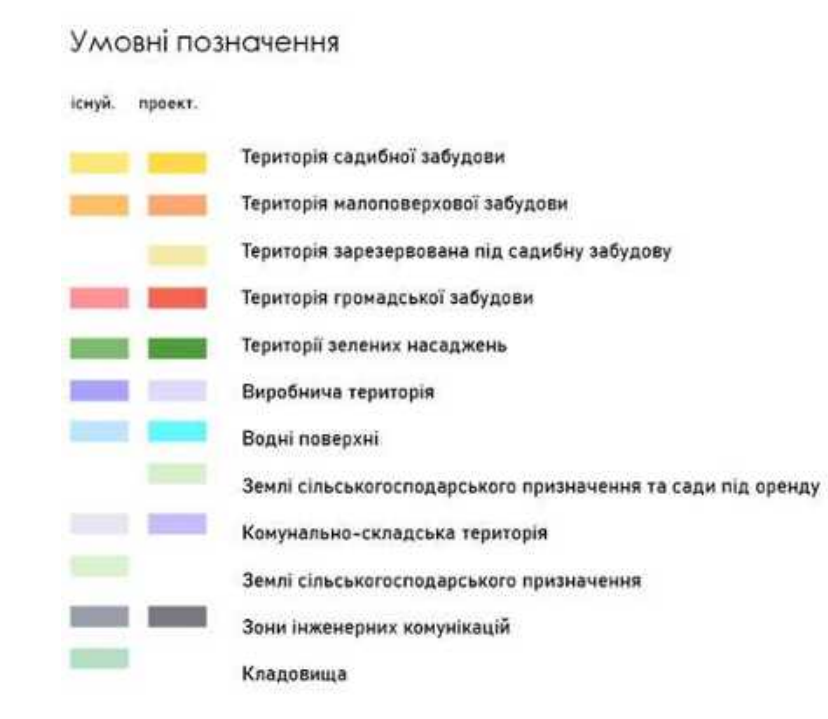 Умовні позначення
існуй. проект.
Територія садибної забудови
Територія малоповерхової забудови
Територія зарезервована під садибну забудову
Територія громадської забудови
Території зелених насаджень
Виробнича територія
Водні поверхні
Землі сільськогосподарського призначення та сади під оренду
Комунально-складська територія
Землі сільськогосподарського призначення
Зони інженерних комунікацій
Кладовища